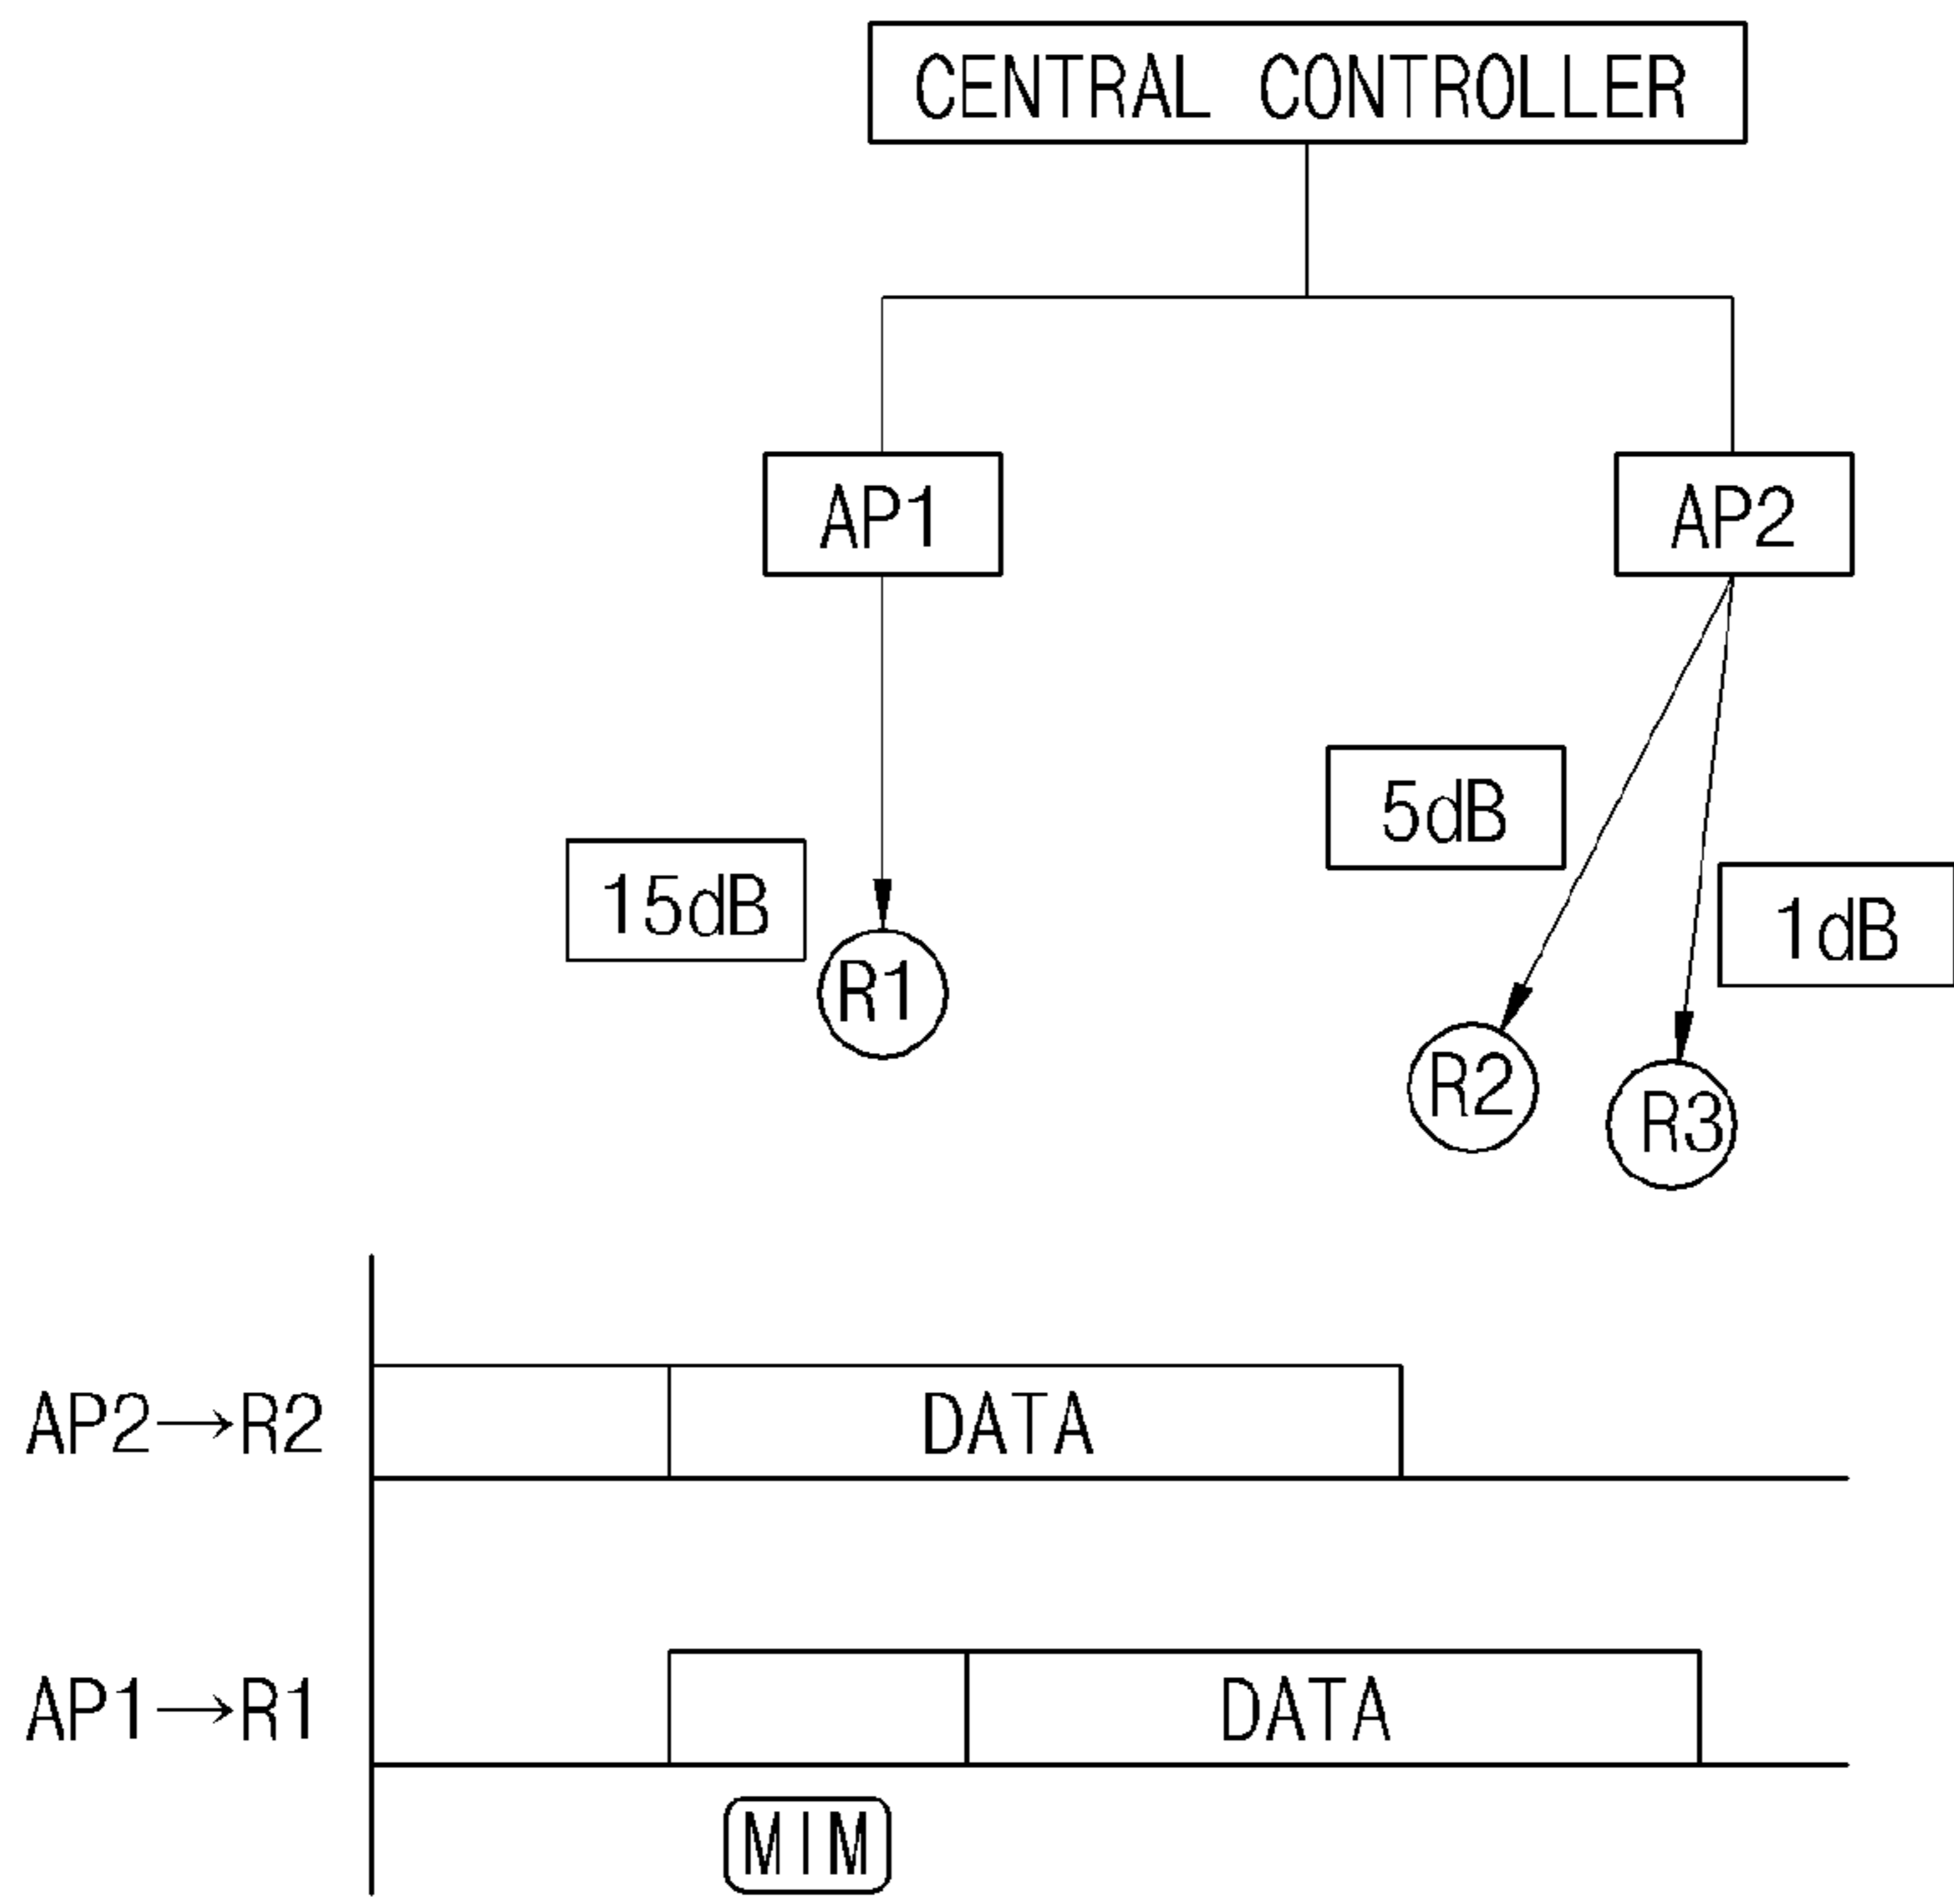 CENTRAL CONTROLLER
AP1
AP2
5dB
15dB
1dB
R1
R2
R3
AP2→R2
DATA
AP1→R1
DATA
MIM